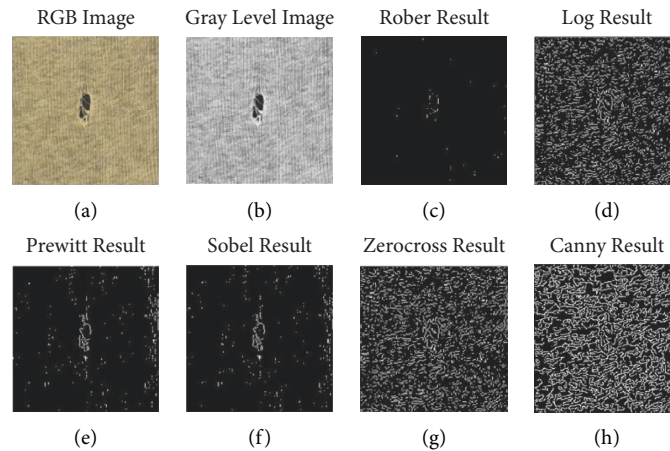 RGB Image Gray Level Image Rober Result Log Result
(a) (b) (c) (d)
Prewitt Result Sobel Result Zerocross Result Canny Result
(e) (f) (g) (h)